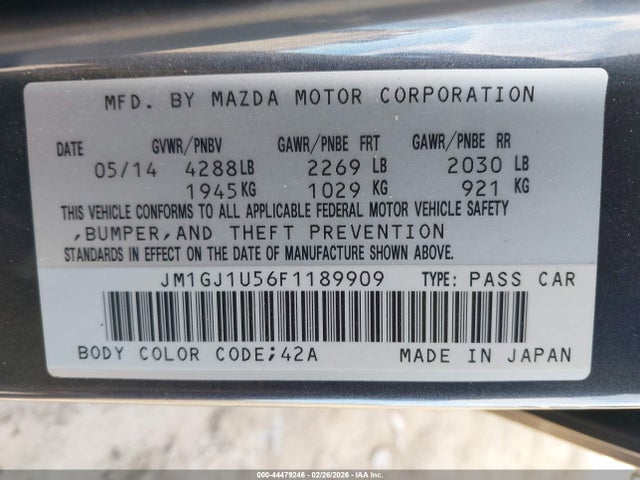 MFD. BY MAZDA MOTOR CORPORATION
DATE GVWR/PNBV GAWR/PNBE FRT GAWR/PNBE RR
05/14 4288LB 2269 LB 2030 LB
1945KG 1029 KG 921 KG
THIS VEHICLE CONFORMS TO ALL APPLICABLE FEDERAL MOTOR VEHICLE SAFETY
,BUMPER,AND THEFT PREVENTION
STANDARDS IN EFFECT ON THE DATE OF MANUFACTURE SHOWN ABOVE.
JM1GJ1U56F1189909 TYPE: PASS CAR
BODY COLOR CODE;42A MADE IN JAPAN
000-44479246 - 02/26/2026 - IAA Inc.